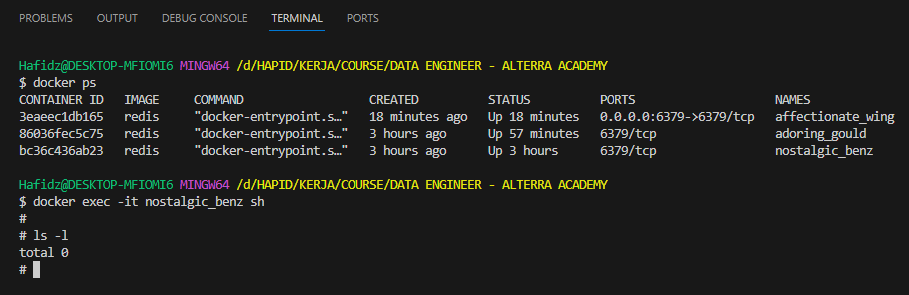 PROBLEMS OUTPUT DEBUG CONSOLE TERMINAL PORTS
Hafidz@DESKTOP-MFIOMI6 MINGW64 /d/HAPID/KERJA/COURSE/DATA ENGINEER - ALTERRA ACADEMY
$ docker ps
CONTAINER ID IMAGE COMMAND CREATED STATUS PORTS NAMES
3eaeec1db165 redis "docker-entrypoint.s…" 18 minutes ago Up 18 minutes 0.0.0.0:6379->6379/tcp affectionate_wing
86036fec5c75 redis "docker-entrypoint.s…" 3 hours ago Up 57 minutes 6379/tcp adoring_gould
bc36c436ab23 redis "docker-entrypoint.s…" 3 hours ago Up 3 hours 6379/tcp nostalgic_benz
Hafidz@DESKTOP-MFIOMI6 MINGW64 /d/HAPID/KERJA/COURSE/DATA ENGINEER - ALTERRA ACADEMY
$ docker exec -it nostalgic_benz sh
#
# ls -l
total 0
#